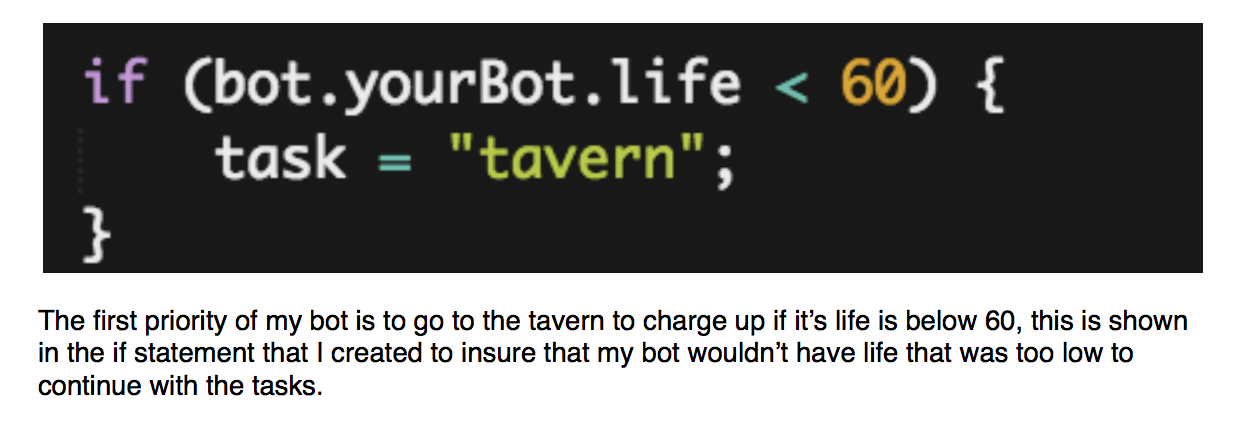 if (bot.yourBot.life < 60) {
task = "tavern";
}
The first priority of my bot is to go to the tavern to charge up if it’s life is below 60, this is shown
in the if statement that I created to insure that my bot wouldn’t have life that was too low to
continue with the tasks.